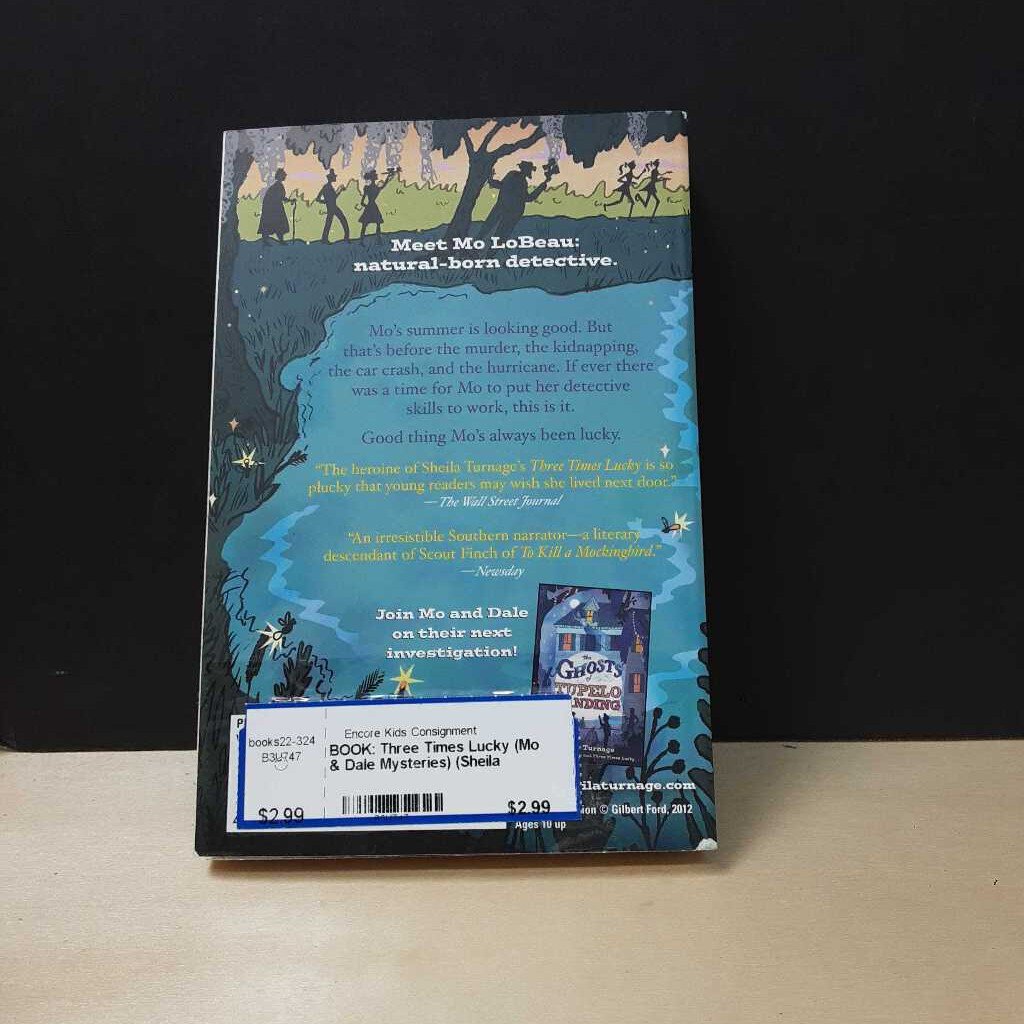 Meet Mo LoBeau:
natural-born detective.
Mo's summer is looking good. But
that's before the murder, the kidnapping,
the car crash, and the hurricane. If ever there
was a time for Mo to put her detective
skills to work, this is it.
Good thing Mo's always been lucky.
"The heroine of Sheila Turnage's Three Times Lucky is so
plucky that young readers may wish she lived next door."
—The Wall Street Journal
"An irresistible Southern narrator—a literary
descendant of Scout Finch of To Kill a Mockingbird."
—Newsday
Join Mo and Dale
on their next
investigation!
The
GHOSTS
of
TUPELO
Turnage
books22-324
B3U747
$2.99
Encore Kids Consignment
BOOK: Three Times Lucky (Mo
& Dale Mysteries) (Sheila
$2.99
ilaturnage.com
ion © Gilbert Ford, 2012
Ages 10 up